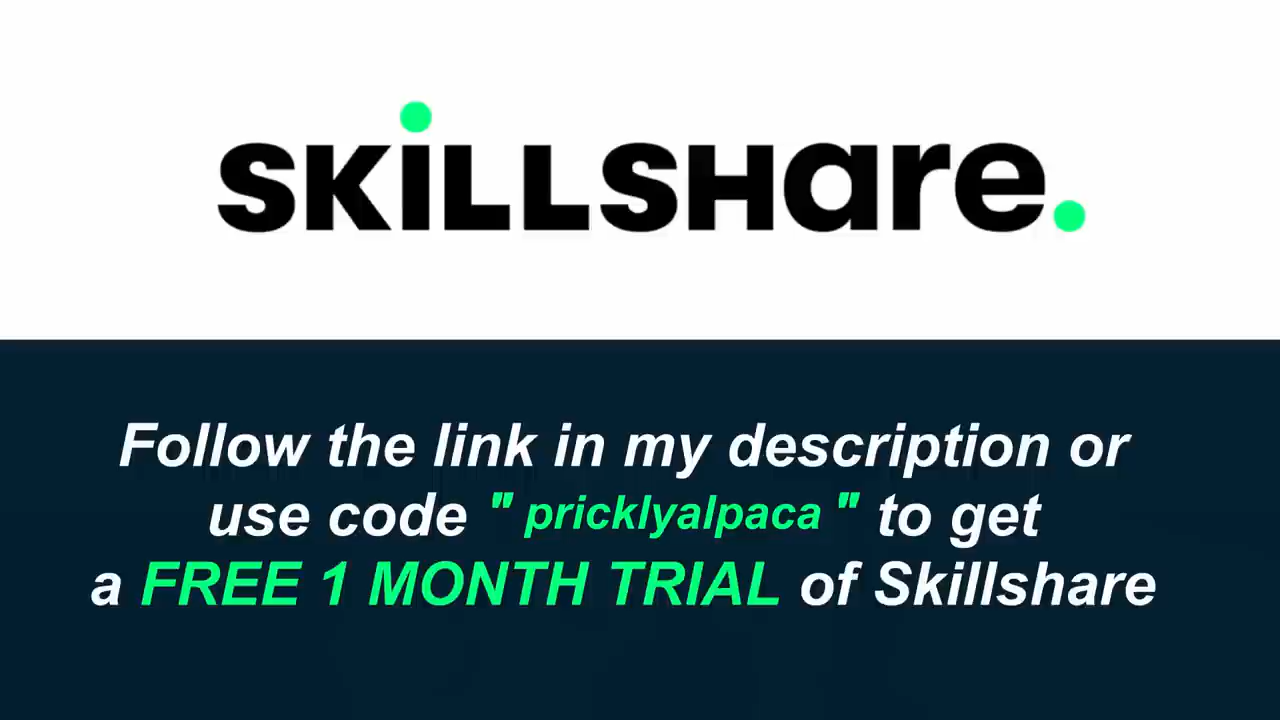 SKiLLSHare.
Follow the link in my description or
use code " pricklyalpaca " to get
a FREE 1 MONTH TRIAL of Skillshare